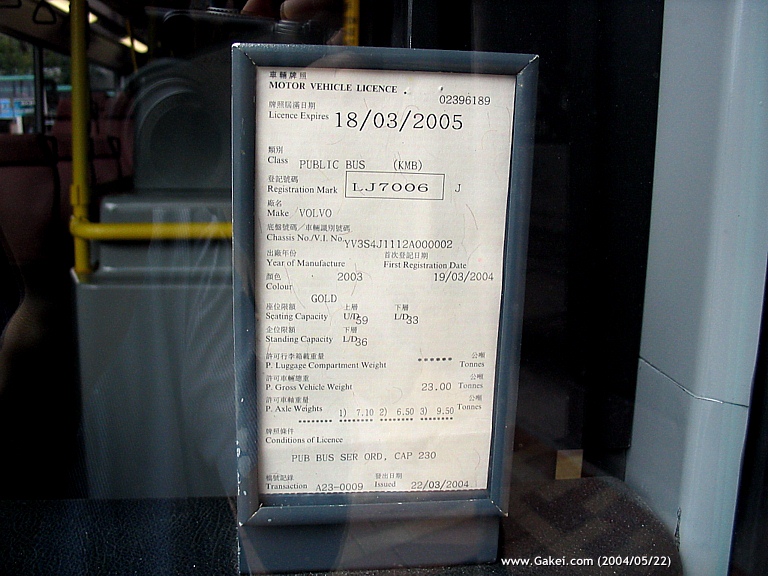 車輛牌照
MOTOR VEHICLE LICENCE .
02396189
牌照屆滿日期
Licence Expires 18/03/2005
類別
Class PUBLIC BUS (KMB)
登記號碼
Registration Mark LJ7006 J
廠名
Make VOLVO
底盤號碼／車輛識別號碼
Chassis No./V.I. No. YV3S4J1112A000002
出廠年份 首次登記日期
Year of Manufacture First Registration Date
2003 19/03/2004
顏色
Colour
GOLD
座位限額 上層 下層
Seating Capacity U/D 59 L/D 33
企位限額 下層
Standing Capacity L/D 36
許可行李箱載重量 公噸
P. Luggage Compartment Weight ****** Tonnes
許可車輛總重 公噸
P. Gross Vehicle Weight 23.00 Tonnes
許可車軸重量 公噸
P. Axle Weights 1) 7.10 2) 6.50 3) 9.50 Tonnes
牌照條件
Conditions of Licence
PUB BUS SER ORD, CAP 230
檔號記錄 發出日期
Transaction A23-0009 Issued 22/03/2004
www.Gakei.com (2004/05/22)